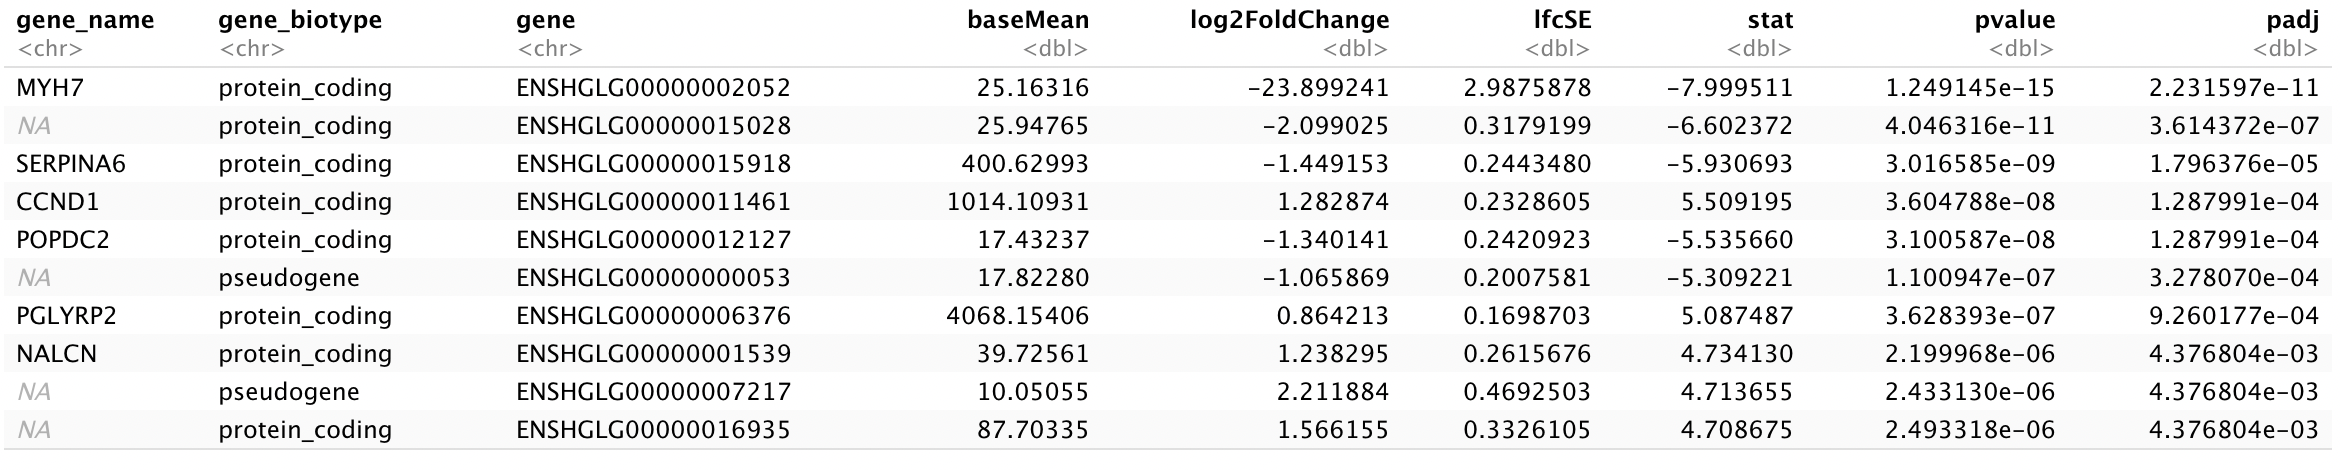 gene_name gene_biotype gene baseMean log2FoldChange lfcSE stat pvalue padj
<chr> <chr> <chr> <dbl> <dbl> <dbl> <dbl> <dbl> <dbl>
MYH7 protein_coding ENSHGLG00000002052 25.16316 −23.899241 2.9875878 −7.999511 1.249145e−15 2.231597e−11
NA protein_coding ENSHGLG00000015028 25.94765 −2.099025 0.3179199 −6.602372 4.046316e−11 3.614372e−07
SERPINA6 protein_coding ENSHGLG00000015918 400.62993 −1.449153 0.2443480 −5.930693 3.016585e−09 1.796376e−05
CCND1 protein_coding ENSHGLG00000011461 1014.10931 1.282874 0.2328605 5.509195 3.604788e−08 1.287991e−04
POPDC2 protein_coding ENSHGLG00000012127 17.43237 −1.340141 0.2420923 −5.535660 3.100587e−08 1.287991e−04
NA pseudogene ENSHGLG00000000053 17.82280 −1.065869 0.2007581 −5.309221 1.100947e−07 3.278070e−04
PGLYRP2 protein_coding ENSHGLG00000006376 4068.15406 0.864213 0.1698703 5.087487 3.628393e−07 9.260177e−04
NALCN protein_coding ENSHGLG00000001539 39.72561 1.238295 0.2615676 4.734130 2.199968e−06 4.376804e−03
NA pseudogene ENSHGLG00000007217 10.05055 2.211884 0.4692503 4.713655 2.433130e−06 4.376804e−03
NA protein_coding ENSHGLG00000016935 87.70335 1.566155 0.3326105 4.708675 2.493318e−06 4.376804e−03